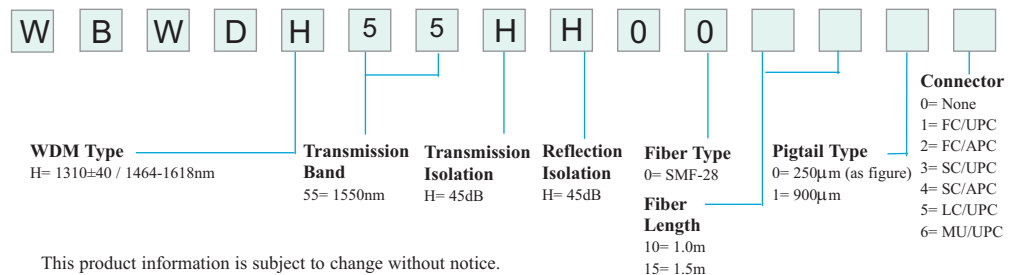 W B W D H 5 5 H H 0 0
Connector
0= None
1= FC/UPC
2= FC/APC
3= SC/UPC
4= SC/APC
5= LC/UPC
6= MU/UPC
WDM Type
H= 1310±40 / 1464-1618nm
Transmission
Band
55= 1550nm
Transmission
Isolation
H= 45dB
Reflection
Isolation
H= 45dB
Fiber Type
0= SMF-28
Fiber
Length
10= 1.0m
15= 1.5m
Pigtail Type
0= 250μm (as figure)
1= 900μm
This product information is subject to change without notice.